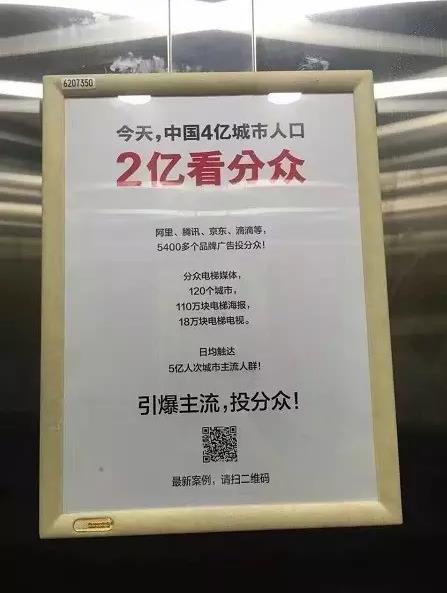 6207350
今天,中国4亿城市人口
2亿看分众
阿里、腾讯、京东、滴滴等,
5400多个品牌广告投分众!
分众电梯媒体,
120个城市,
110万块电梯海报,
18万块电梯电视。
日均触达
5亿人次城市主流人群!
引爆主流,投分众!
最新案例,请扫二维码